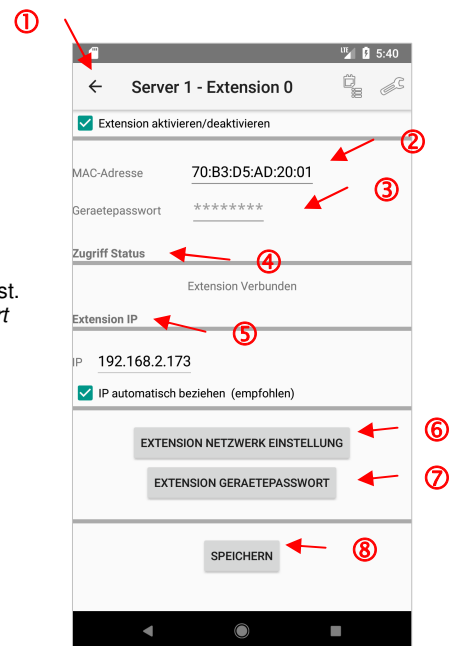 ①
LTE 5:40
Server 1 - Extension 0
Extension aktivieren/deaktivieren
②
MAC-Adresse 70:B3:D5:AD:20:01
③
Geraetepasswort ********
Zugriff Status
④
st.
Extension Verbunden
rt
Extension IP
⑤
IP 192.168.2.173
IP automatisch beziehen (empfohlen)
⑥
EXTENSION NETZWERK EINSTELLUNG
⑦
EXTENSION GERAETEPASSWORT
⑧
SPEICHERN